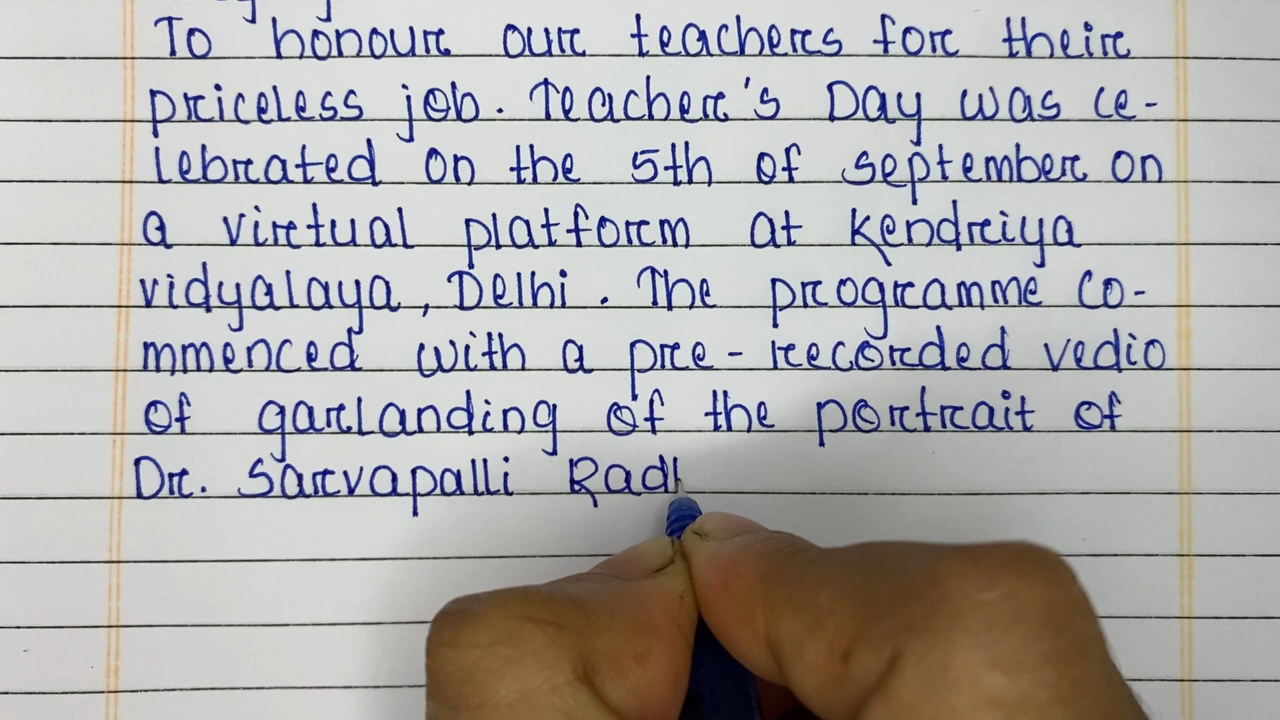 To honour our teachers for their
priceless job. Teacher's Day was ce-
lebrated on the 5th of september on
a virtual platform at Kendriya
vidyalaya, Delhi. The programme co-
mmenced with a pre-recorded vedio
of garlanding of the portrait of
Dr. Sarvapalli Rad